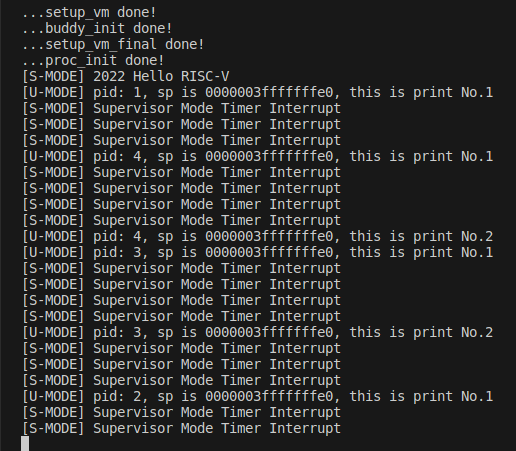 ...setup_vm done!
...buddy_init done!
...setup_vm_final done!
...proc_init done!
[S-MODE] 2022 Hello RISC-V
[U-MODE] pid: 1, sp is 0000003fffffffe0, this is print No.1
[S-MODE] Supervisor Mode Timer Interrupt
[S-MODE] Supervisor Mode Timer Interrupt
[S-MODE] Supervisor Mode Timer Interrupt
[U-MODE] pid: 4, sp is 0000003fffffffe0, this is print No.1
[S-MODE] Supervisor Mode Timer Interrupt
[S-MODE] Supervisor Mode Timer Interrupt
[S-MODE] Supervisor Mode Timer Interrupt
[S-MODE] Supervisor Mode Timer Interrupt
[U-MODE] pid: 4, sp is 0000003fffffffe0, this is print No.2
[U-MODE] pid: 3, sp is 0000003fffffffe0, this is print No.1
[S-MODE] Supervisor Mode Timer Interrupt
[S-MODE] Supervisor Mode Timer Interrupt
[S-MODE] Supervisor Mode Timer Interrupt
[S-MODE] Supervisor Mode Timer Interrupt
[U-MODE] pid: 3, sp is 0000003fffffffe0, this is print No.2
[S-MODE] Supervisor Mode Timer Interrupt
[S-MODE] Supervisor Mode Timer Interrupt
[S-MODE] Supervisor Mode Timer Interrupt
[U-MODE] pid: 2, sp is 0000003fffffffe0, this is print No.1
[S-MODE] Supervisor Mode Timer Interrupt
[S-MODE] Supervisor Mode Timer Interrupt